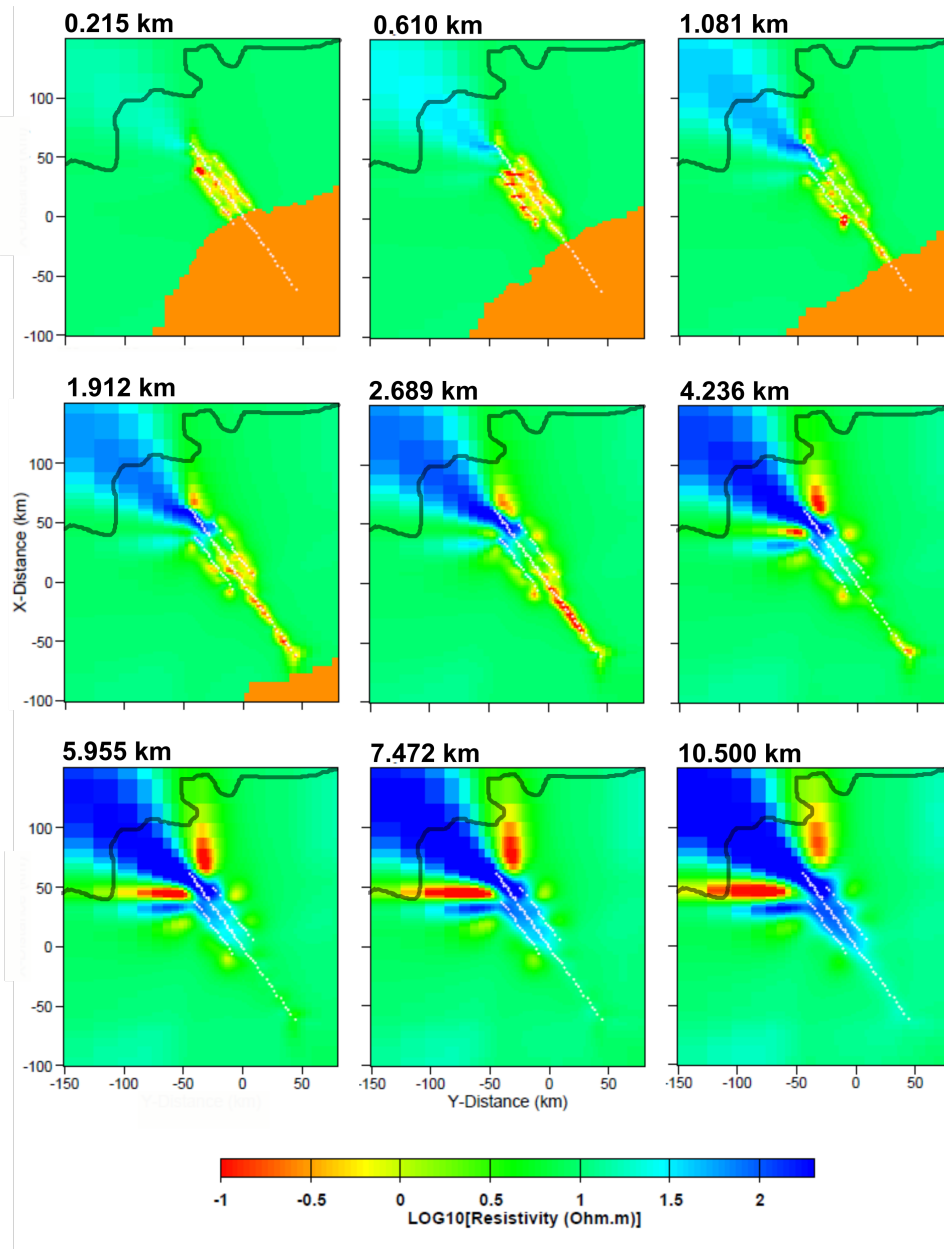 0.215 km 0.610 km 1.081 km
100
50
0
-50
-100
1.912 km 2.689 km 4.236 km
100
50
0
-50
-100
X-Distance (km)
5.955 km 7.472 km 10.500 km
100
50
0
-50
-100
-150 -100 -50 0 50 -150 -100 -50 0 50 -150 -100 -50 0 50
Y-Distance (km)
-1 -0.5 0 0.5 1 1.5 2
LOG10[Resistivity (Ohm.m)]